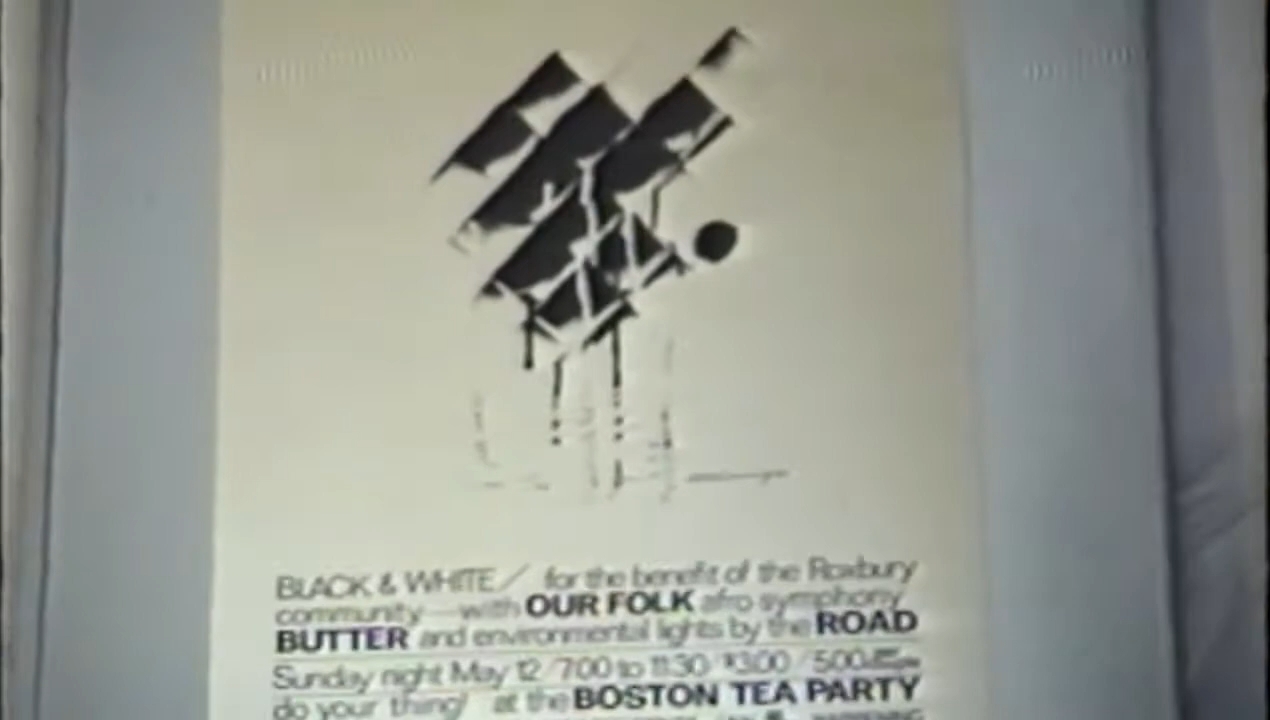 BLACK & WHITE / for the benefit of the Roxbury
community — with OUR FOLK afro symphony
BUTTER and environmental lights by the ROAD
Sunday night May 12 / 7:00 to 11:30 / $3.00 / 5.00
do your thing / at the BOSTON TEA PARTY